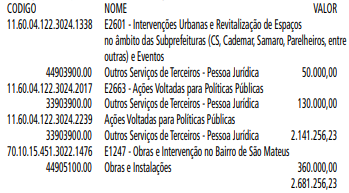 CODIGO NOME VALOR
11.60.04.122.3024.1338 E2601 - Intervenções Urbanas e Revitalização de Espaços
no âmbito das Subprefeituras (CS, Cademar, Samaro, Parelheiros, entre
outras) e Eventos
44903900.00 Outros Serviços de Terceiros - Pessoa Jurídica 50.000,00
11.60.04.122.3024.2017 E2663 - Ações Voltadas para Políticas Públicas
33903900.00 Outros Serviços de Terceiros - Pessoa Jurídica 130.000,00
11.60.04.122.3024.2239 Ações Voltadas para Políticas Públicas
33903900.00 Outros Serviços de Terceiros - Pessoa Jurídica 2.141.256,23
70.10.15.451.3022.1476 E1247 - Obras e Intervenção no Bairro de São Mateus
44905100.00 Obras e Instalações 360.000,00
2.681.256,23